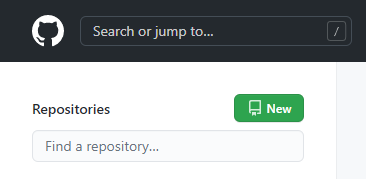 Search or jump to... /
Repositories New
Find a repository...